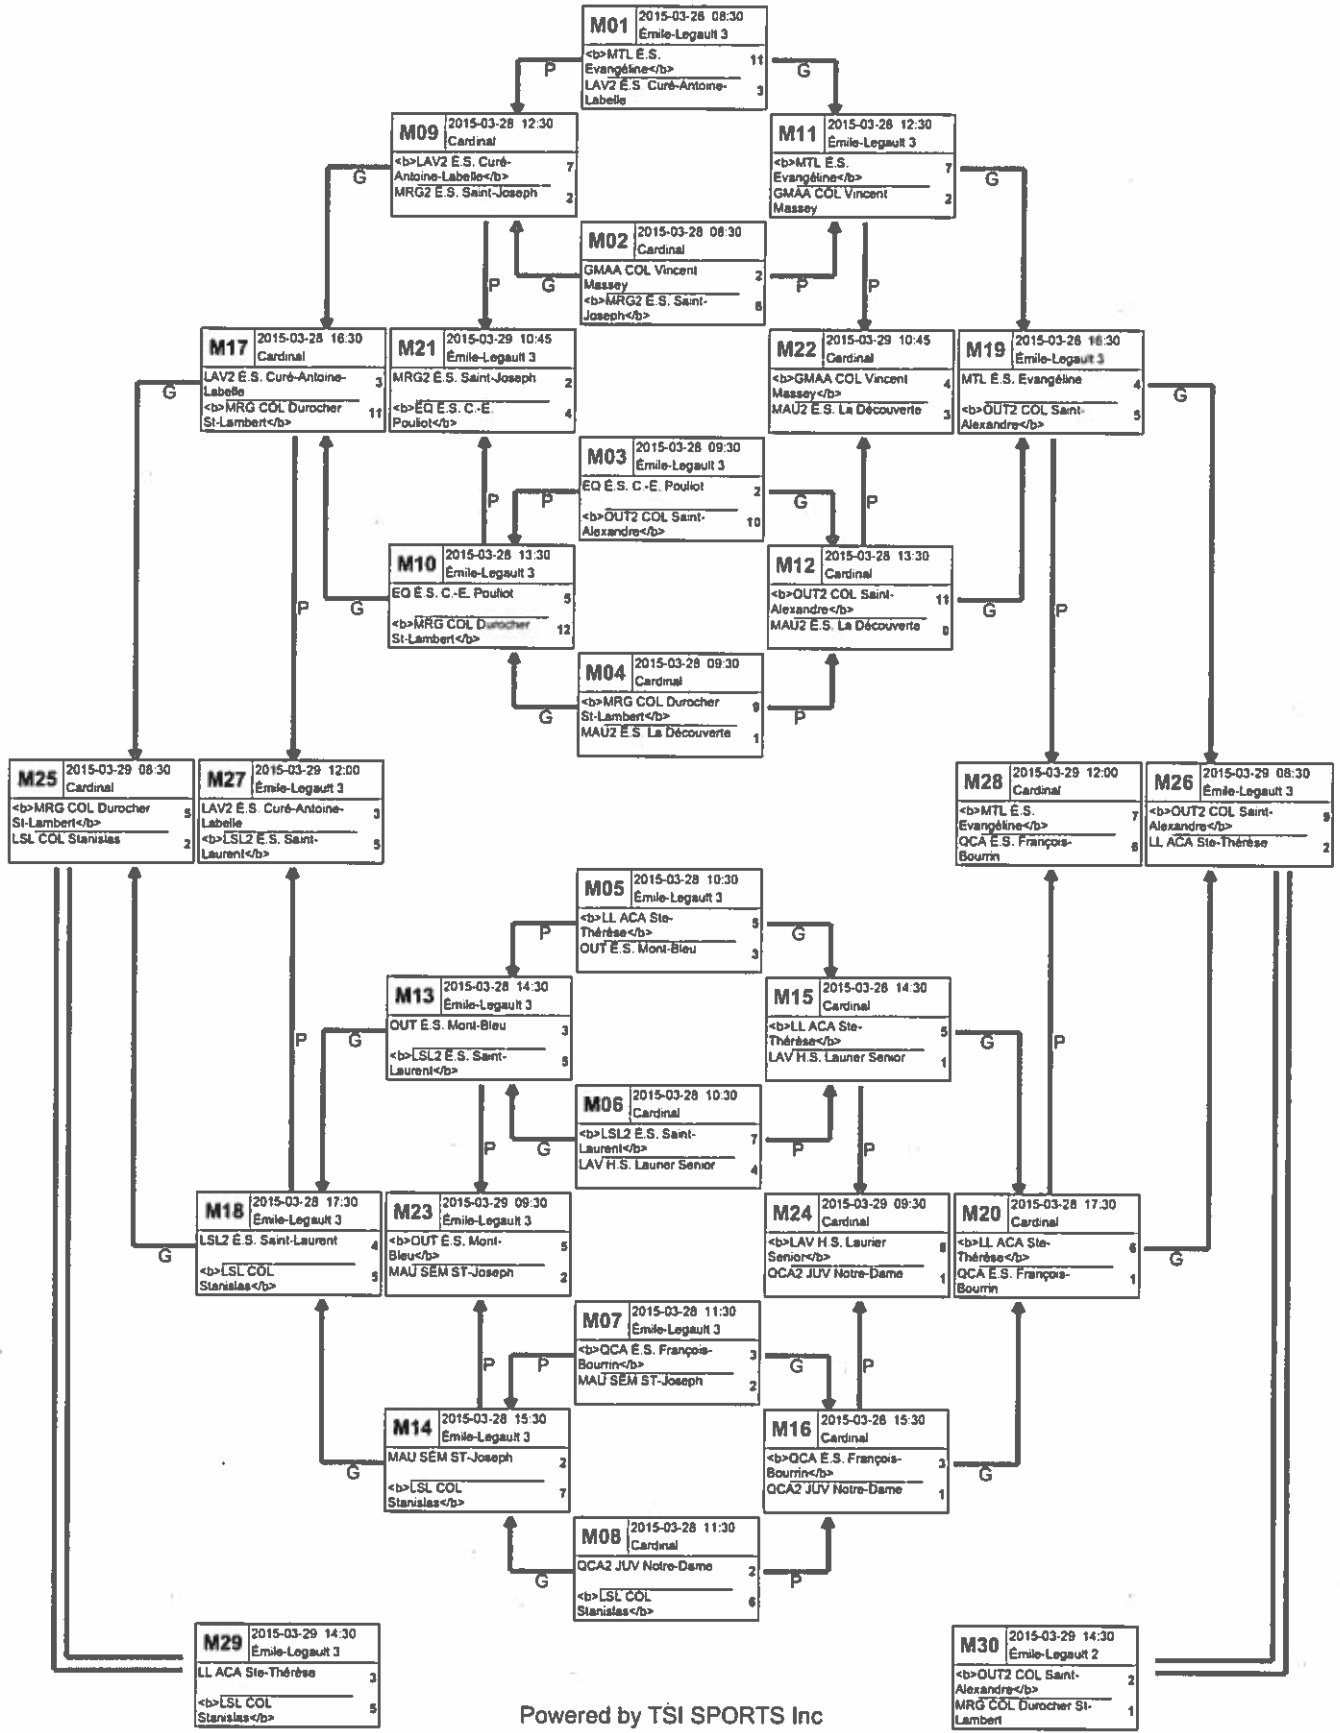 M01
2015-03-28 08:30
Émile-Legault 3
<b>MTL É.S.
Evangéline</b>
11
LAV2 É.S. Curé-Antoine-
Labelle
3
P
G
M09
2015-03-28 12:30
Cardinal
<b>LAV2 É.S. Curé-
Antoine-Labelle</b>
7
MRG2 É.S. Saint-Joseph
2
M11
2015-03-28 12:30
Émile-Legault 3
<b>MTL É.S.
Evangéline</b>
7
GMAA COL Vincent
Massey
2
G
G
M02
2015-03-28 08:30
Cardinal
GMAA COL Vincent
Massey
2
<b>MRG2 É.S. Saint-
Joseph</b>
6
P
G
P
P
M17
2015-03-28 16:30
Cardinal
LAV2 É.S. Curé-Antoine-
Labelle
3
<b>MRG COL Durocher
St-Lambert</b>
11
M21
2015-03-29 10:45
Émile-Legault 3
MRG2 É.S. Saint-Joseph
2
<b>EQ É.S. C.-E.
Pouliot</b>
4
M22
2015-03-29 10:45
Cardinal
<b>GMAA COL Vincent
Massey</b>
4
MAU2 É.S. La Découverte
3
M19
2015-03-28 16:30
Émile-Legault 3
MTL É.S. Evangéline
4
<b>OUT2 COL Saint-
Alexandre</b>
5
G
G
M03
2015-03-28 09:30
Émile-Legault 3
EQ É.S. C.-E. Pouliot
2
<b>OUT2 COL Saint-
Alexandre</b>
10
P
P
G
P
M10
2015-03-28 13:30
Émile-Legault 3
EQ É.S. C.-E. Pouliot
5
<b>MRG COL Durocher
St-Lambert</b>
12
M12
2015-03-28 13:30
Cardinal
<b>OUT2 COL Saint-
Alexandre</b>
11
MAU2 É.S. La Découverte
0
P
G
G
P
M04
2015-03-28 09:30
Cardinal
<b>MRG COL Durocher
St-Lambert</b>
9
MAU2 É.S. La Découverte
1
G
P
M25
2015-03-29 08:30
Cardinal
<b>MRG COL Durocher
St-Lambert</b>
5
LSL COL Stanislas
2
M27
2015-03-29 12:00
Émile-Legault 3
LAV2 É.S. Curé-Antoine-
Labelle
3
<b>LSL2 É.S. Saint-
Laurent</b>
5
M28
2015-03-29 12:00
Cardinal
<b>MTL É.S.
Evangéline</b>
7
QCA É.S. François-
Bourrin
6
M26
2015-03-29 08:30
Émile-Legault 3
<b>OUT2 COL Saint-
Alexandre</b>
9
LL ACA Ste-Thérèse
2
M05
2015-03-28 10:30
Émile-Legault 3
<b>LL ACA Ste-
Thérèse</b>
5
OUT É.S. Mont-Bleu
3
P
G
M13
2015-03-28 14:30
Émile-Legault 3
OUT É.S. Mont-Bleu
3
<b>LSL2 É.S. Saint-
Laurent</b>
5
M15
2015-03-28 14:30
Cardinal
<b>LL ACA Ste-
Thérèse</b>
5
LAV H.S. Laurier Senior
1
P
G
G
P
M06
2015-03-28 10:30
Cardinal
<b>LSL2 É.S. Saint-
Laurent</b>
7
LAV H.S. Laurier Senior
4
P
G
P
P
M18
2015-03-28 17:30
Émile-Legault 3
LSL2 É.S. Saint-Laurent
4
<b>LSL COL
Stanislas</b>
5
M23
2015-03-29 09:30
Émile-Legault 3
<b>OUT É.S. Mont-
Bleu</b>
5
MAU SÉM ST-Joseph
2
M24
2015-03-29 09:30
Cardinal
<b>LAV H.S. Laurier
Senior</b>
6
QCA2 JUV Notre-Dame
1
M20
2015-03-28 17:30
Cardinal
<b>LL ACA Ste-
Thérèse</b>
6
QCA É.S. François-
Bourrin
1
G
G
M07
2015-03-28 11:30
Émile-Legault 3
<b>QCA É.S. François-
Bourrin</b>
3
MAU SÉM ST-Joseph
2
P
P
G
P
M14
2015-03-28 15:30
Émile-Legault 3
MAU SÉM ST-Joseph
2
<b>LSL COL
Stanislas</b>
7
M16
2015-03-28 15:30
Cardinal
<b>QCA É.S. François-
Bourrin</b>
3
QCA2 JUV Notre-Dame
1
G
G
M08
2015-03-28 11:30
Cardinal
QCA2 JUV Notre-Dame
2
<b>LSL COL
Stanislas</b>
6
G
P
M29
2015-03-29 14:30
Émile-Legault 3
LL ACA Ste-Thérèse
3
<b>LSL COL
Stanislas</b>
5
M30
2015-03-29 14:30
Émile-Legault 2
<b>OUT2 COL Saint-
Alexandre</b>
2
MRG COL Durocher St-
Lambert
1
Powered by TSI SPORTS Inc